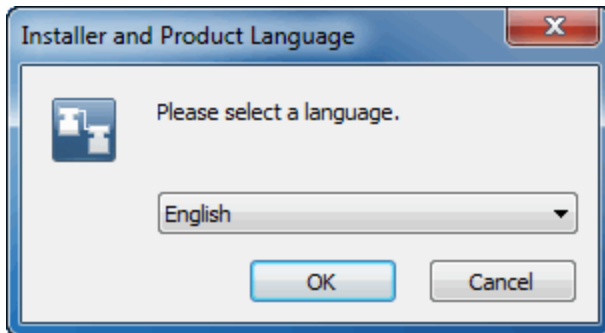 Installer and Product Language
Please select a language.
English
OK
Cancel